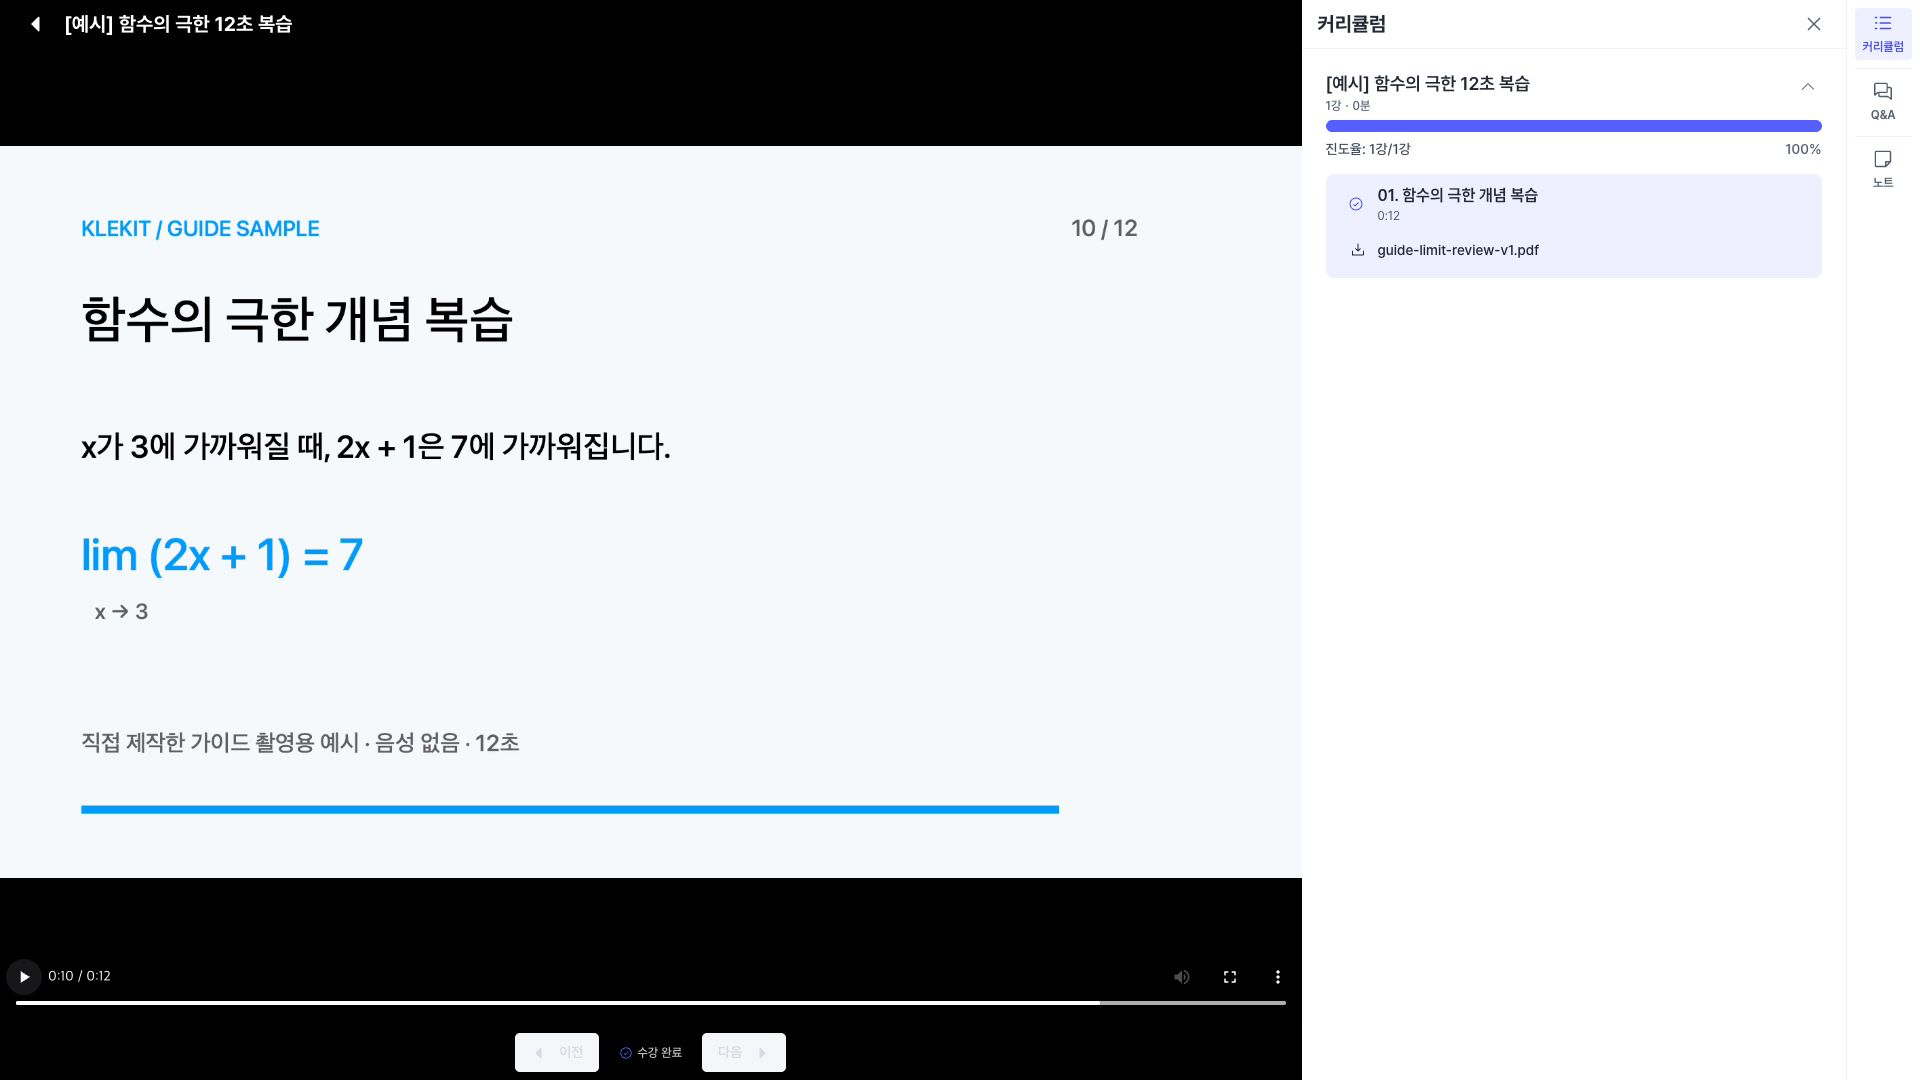 [예시] 함수의 극한 12초 복습
KLEKIT / GUIDE SAMPLE
10 / 12
함수의 극한 개념 복습
x가 3에 가까워질 때, 2x + 1은 7에 가까워집니다.
lim (2x + 1) = 7
x → 3
직접 제작한 가이드 촬영용 예시 · 음성 없음 · 12초
0:10 / 0:12
이전
수강 완료
다음
커리큘럼
[예시] 함수의 극한 12초 복습
1강 · 0분
진도율: 1강/1강
100%
01. 함수의 극한 개념 복습
0:12
guide-limit-review-v1.pdf
커리큘럼
Q&A
노트